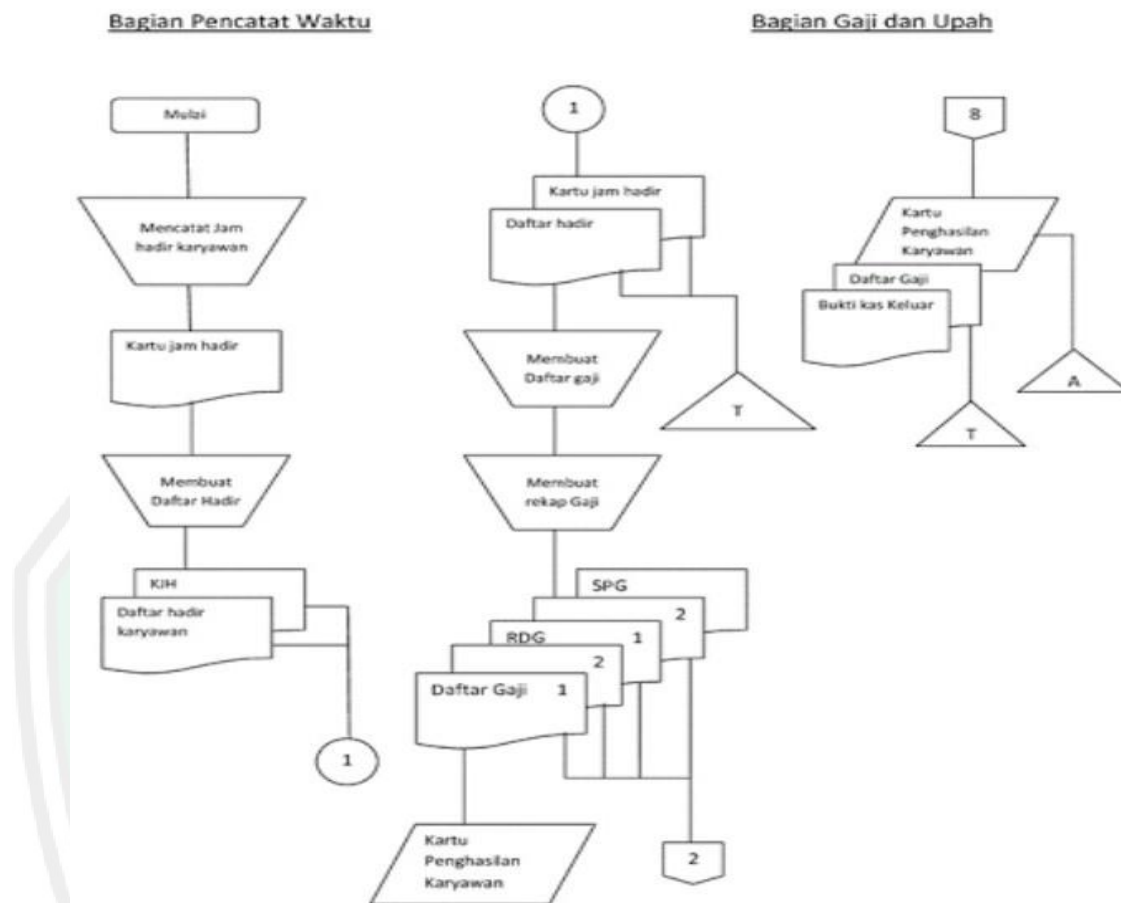 Bagian Pencatat Waktu
Mulai
Mencatat Jam
hadir karyawan
Kartu jam hadir
Membuat
Daftar Hadir
KJH
Daftar hadir
karyawan
1
Bagian Gaji dan Upah
1
Kartu jam hadir
Daftar hadir
Membuat
Daftar gaji
T
Membuat
rekap Gaji
SPG
2
RDG 1
2
Daftar Gaji 1
Kartu
Penghasilan
Karyawan
2
8
Kartu
Penghasilan
Karyawan
Daftar Gaji
Bukti kas Keluar
A
T